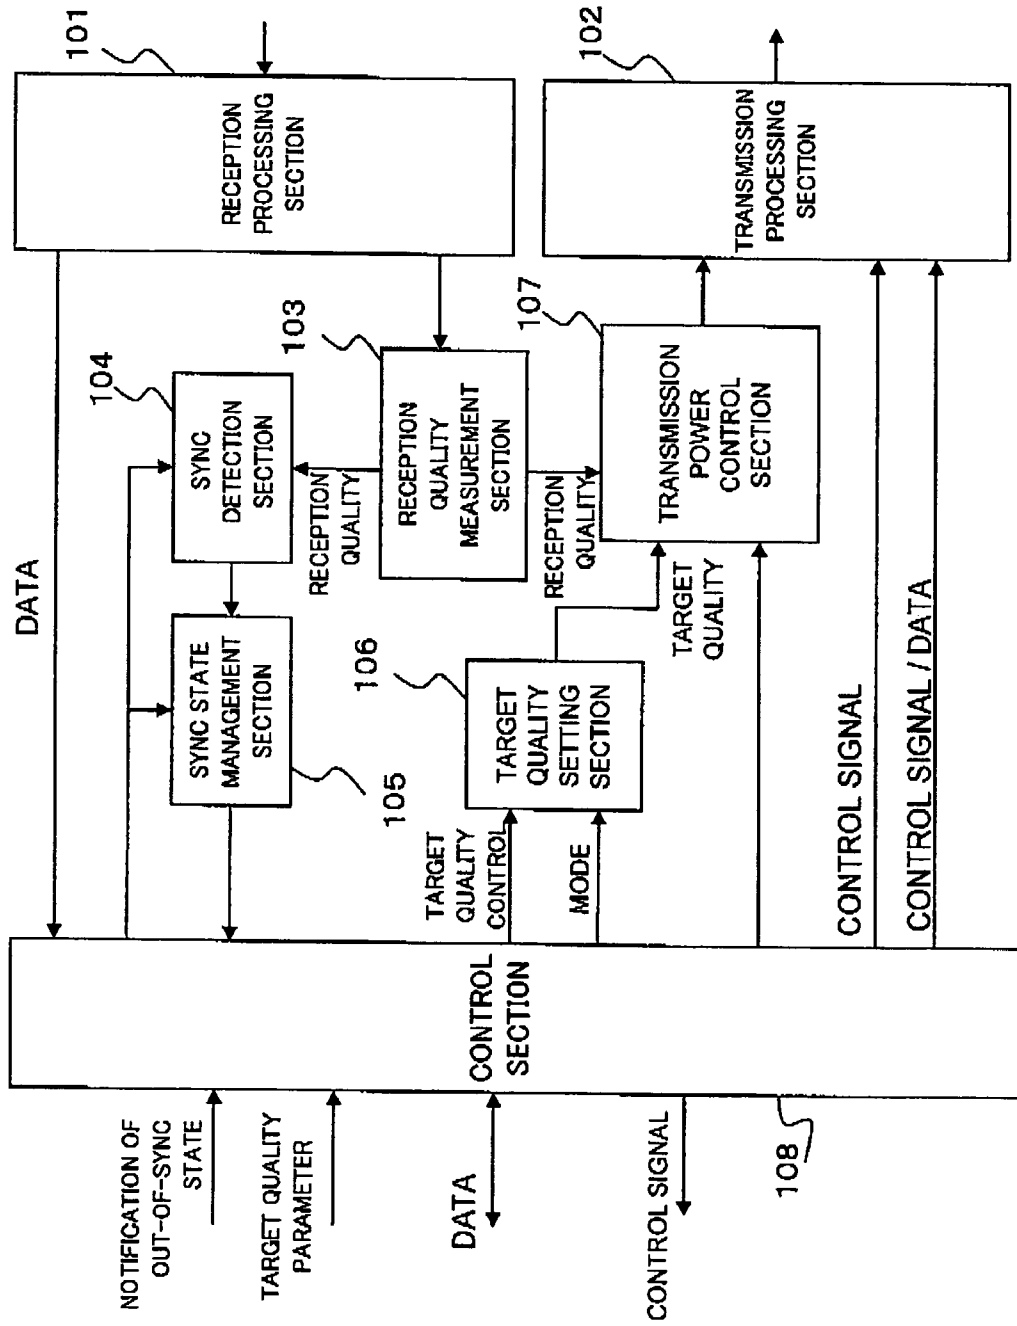 NOTIFICATION OF
OUT-OF-SYNC
STATE
TARGET QUALITY
PARAMETER
DATA
CONTROL SIGNAL
108
CONTROL
SECTION
DATA
SYNC STATE
MANAGEMENT
SECTION
105
SYNC
DETECTION
SECTION
104
RECEPTION
QUALITY
RECEPTION
QUALITY
MEASUREMENT
SECTION
103
RECEPTION
QUALITY
RECEPTION
PROCESSING
SECTION
101
TARGET
QUALITY
CONTROL
MODE
TARGET
QUALITY
SETTING
SECTION
106
TARGET
QUALITY
TRANSMISSION
POWER
CONTROL
SECTION
107
TRANSMISSION
PROCESSING
SECTION
102
CONTROL SIGNAL
CONTROL SIGNAL / DATA